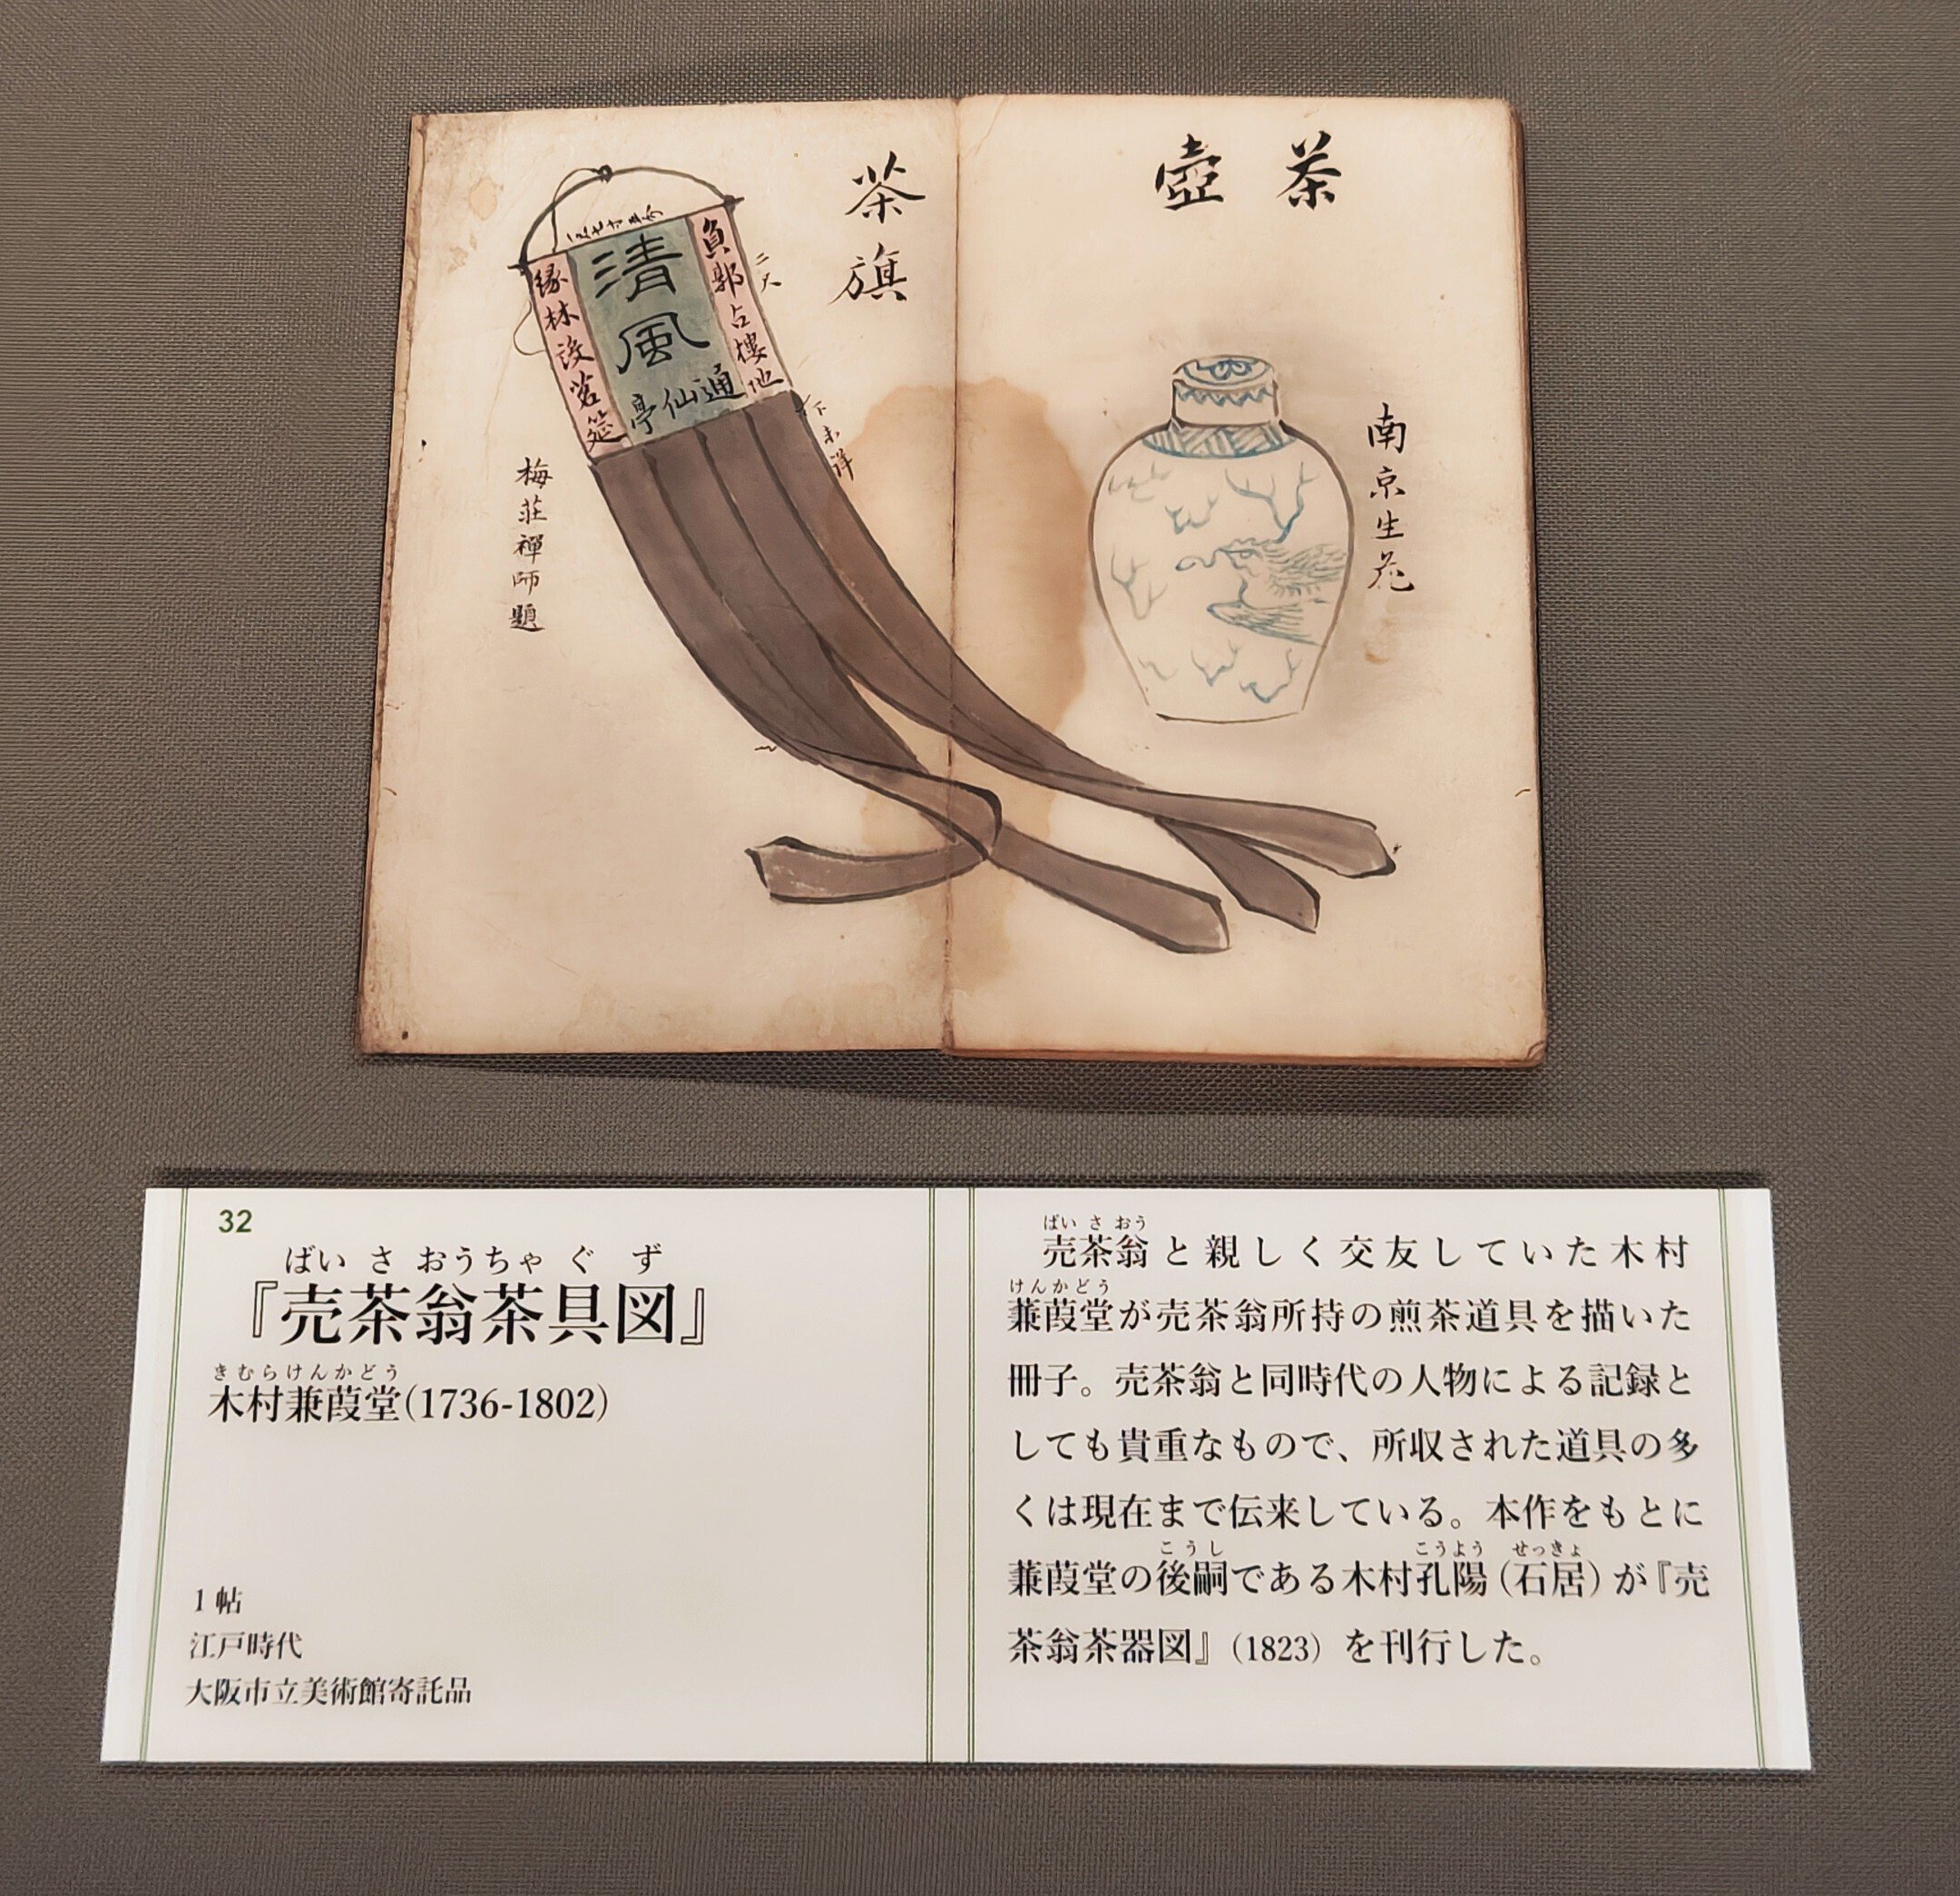 茶壺
南京生花
茶旗
二尺
下未詳
清風
通仙亭
負郭占樓地
縁林設茗筵
梅荘禪師題
32
ばいさおうちゃぐず
『売茶翁茶具図』
きむらけんかどう
木村蒹葭堂(1736-1802)
1帖
江戸時代
大阪市立美術館寄託品
ばいさおう
売茶翁と親しく交友していた木村
けんかどう
蒹葭堂が売茶翁所持の煎茶道具を描いた
冊子。売茶翁と同時代の人物による記録と
しても貴重なもので、所収された道具の多
くは現在まで伝来している。本作をもとに
こうし こうよう せっきょ
蒹葭堂の後嗣である木村孔陽(石居)が『売
茶翁茶器図』(1823)を刊行した。